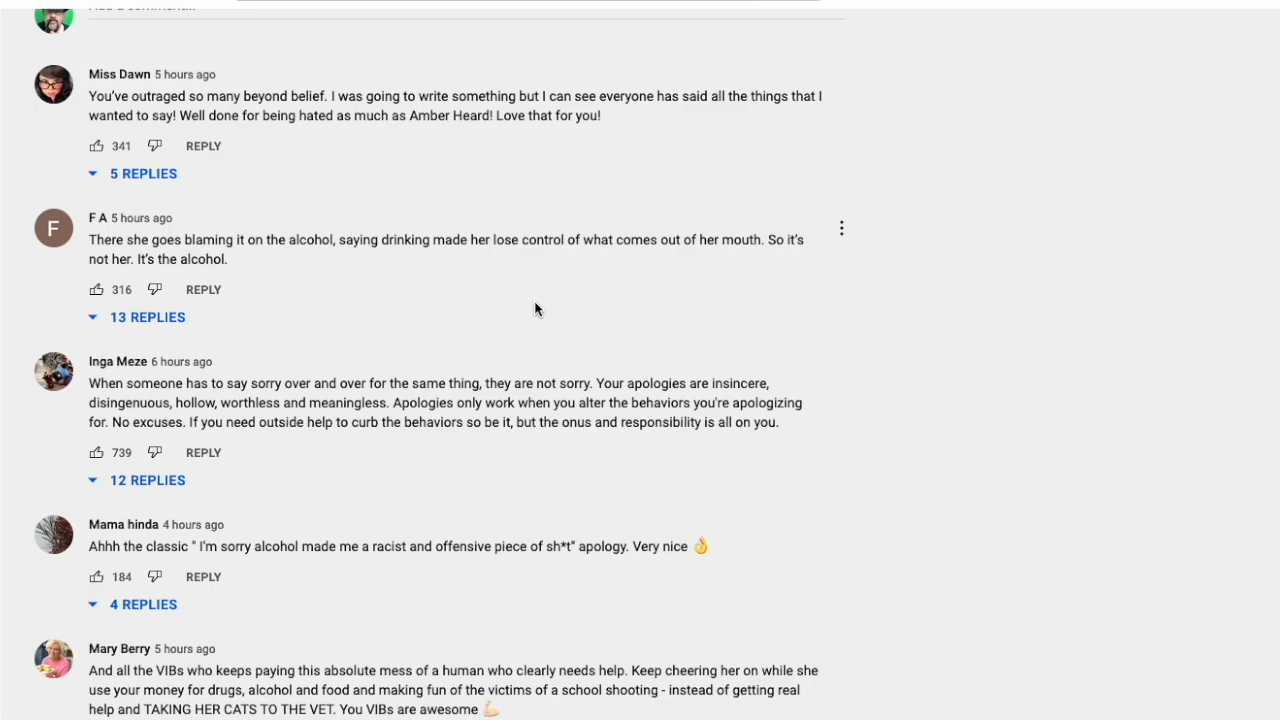 Miss Dawn 5 hours ago
You've outraged so many beyond belief. I was going to write something but I can see everyone has said all the things that I
wanted to say! Well done for being hated as much as Amber Heard! Love that for you!
341 REPLY
5 REPLIES
F
F A 5 hours ago
There she goes blaming it on the alcohol, saying drinking made her lose control of what comes out of her mouth. So it's
not her. It's the alcohol.
316 REPLY
13 REPLIES
Inga Meze 6 hours ago
When someone has to say sorry over and over for the same thing, they are not sorry. Your apologies are insincere,
disingenuous, hollow, worthless and meaningless. Apologies only work when you alter the behaviors you're apologizing
for. No excuses. If you need outside help to curb the behaviors so be it, but the onus and responsibility is all on you.
739 REPLY
12 REPLIES
Mama hinda 4 hours ago
Ahhh the classic " I'm sorry alcohol made me a racist and offensive piece of sh*t" apology. Very nice 👌
184 REPLY
4 REPLIES
Mary Berry 5 hours ago
And all the VIBs who keeps paying this absolute mess of a human who clearly needs help. Keep cheering her on while she
use your money for drugs, alcohol and food and making fun of the victims of a school shooting - instead of getting real
help and TAKING HER CATS TO THE VET. You VIBs are awesome 💪🏻